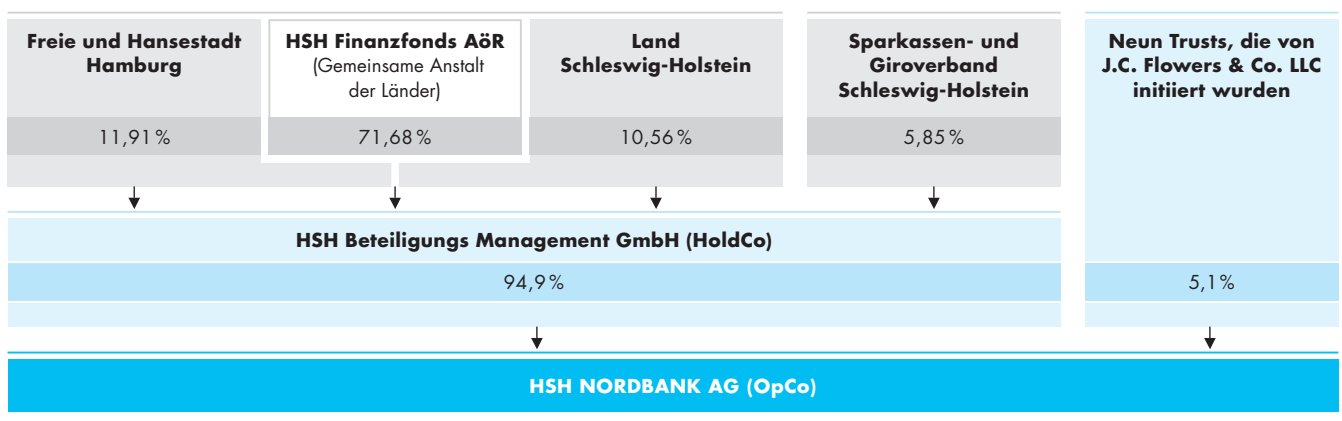 Freie und Hansestadt
Hamburg
11,91 %
HSH Finanzfonds AöR
(Gemeinsame Anstalt
der Länder)
71,68 %
Land
Schleswig-Holstein
10,56 %
Sparkassen- und
Giroverband
Schleswig-Holstein
5,85 %
Neun Trusts, die von
J.C. Flowers & Co. LLC
initiiert wurden
HSH Beteiligungs Management GmbH (HoldCo)
94,9 %
5,1 %
HSH NORDBANK AG (OpCo)